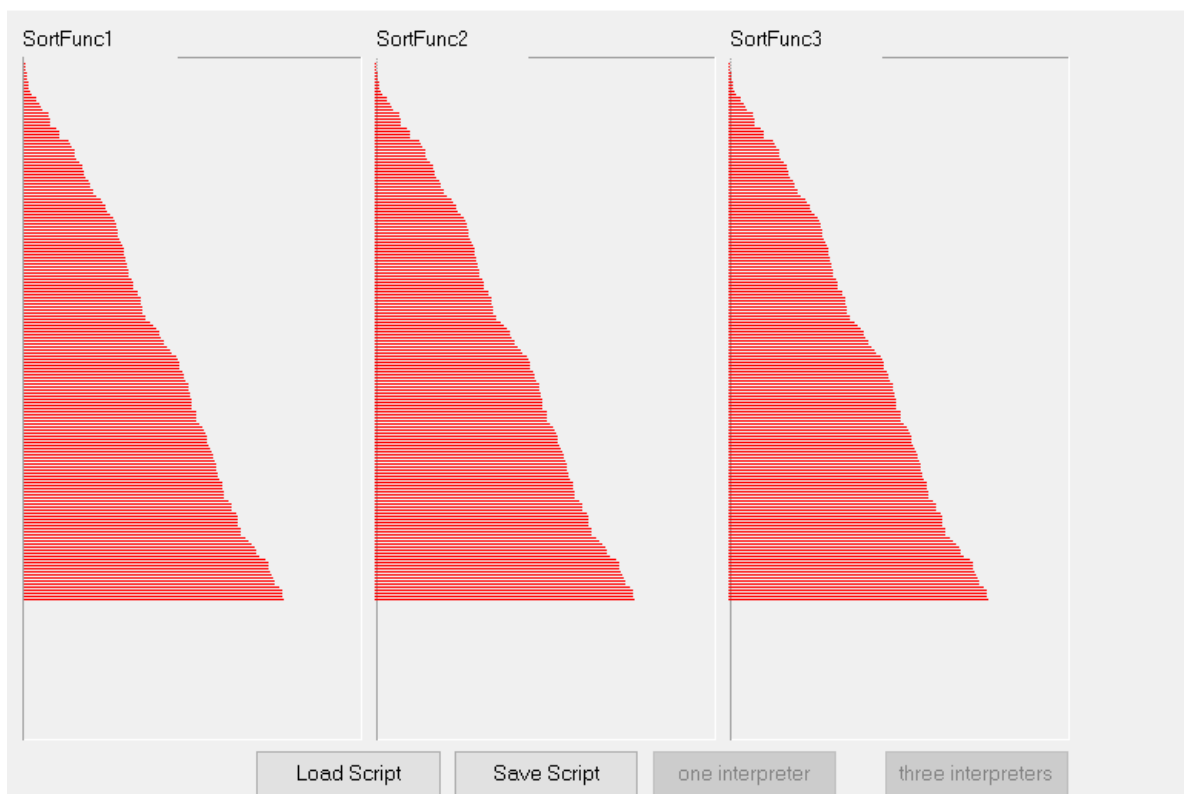 SortFunc1 SortFunc2 SortFunc3
Load Script Save Script one interpreter three interpreters